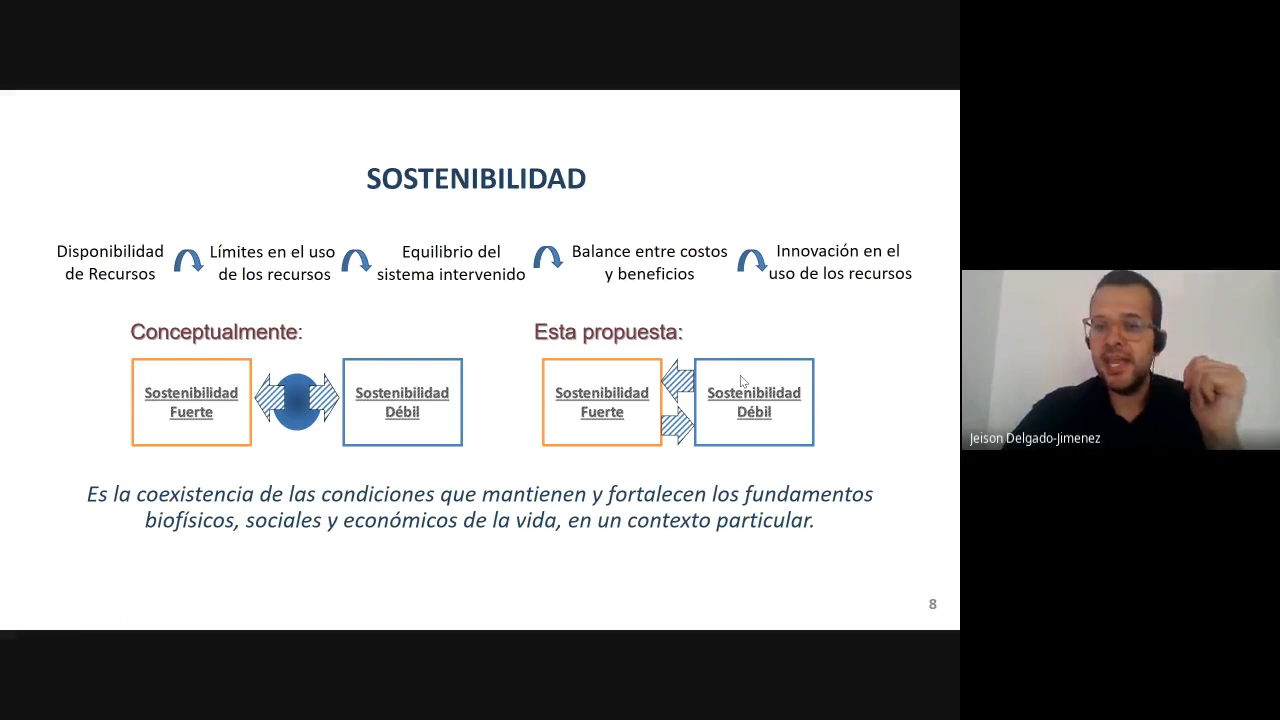 SOSTENIBILIDAD
Disponibilidad
de Recursos
Límites en el uso
de los recursos
Equilibrio del
sistema intervenido
Balance entre costos
y beneficios
Innovación en el
uso de los recursos
Conceptualmente:
Sostenibilidad
Fuerte
Sostenibilidad
Débil
Esta propuesta:
Sostenibilidad
Fuerte
Sostenibilidad
Débil
Es la coexistencia de las condiciones que mantienen y fortalecen los fundamentos
biofísicos, sociales y económicos de la vida, en un contexto particular.
8
Jeison Delgado-Jimenez